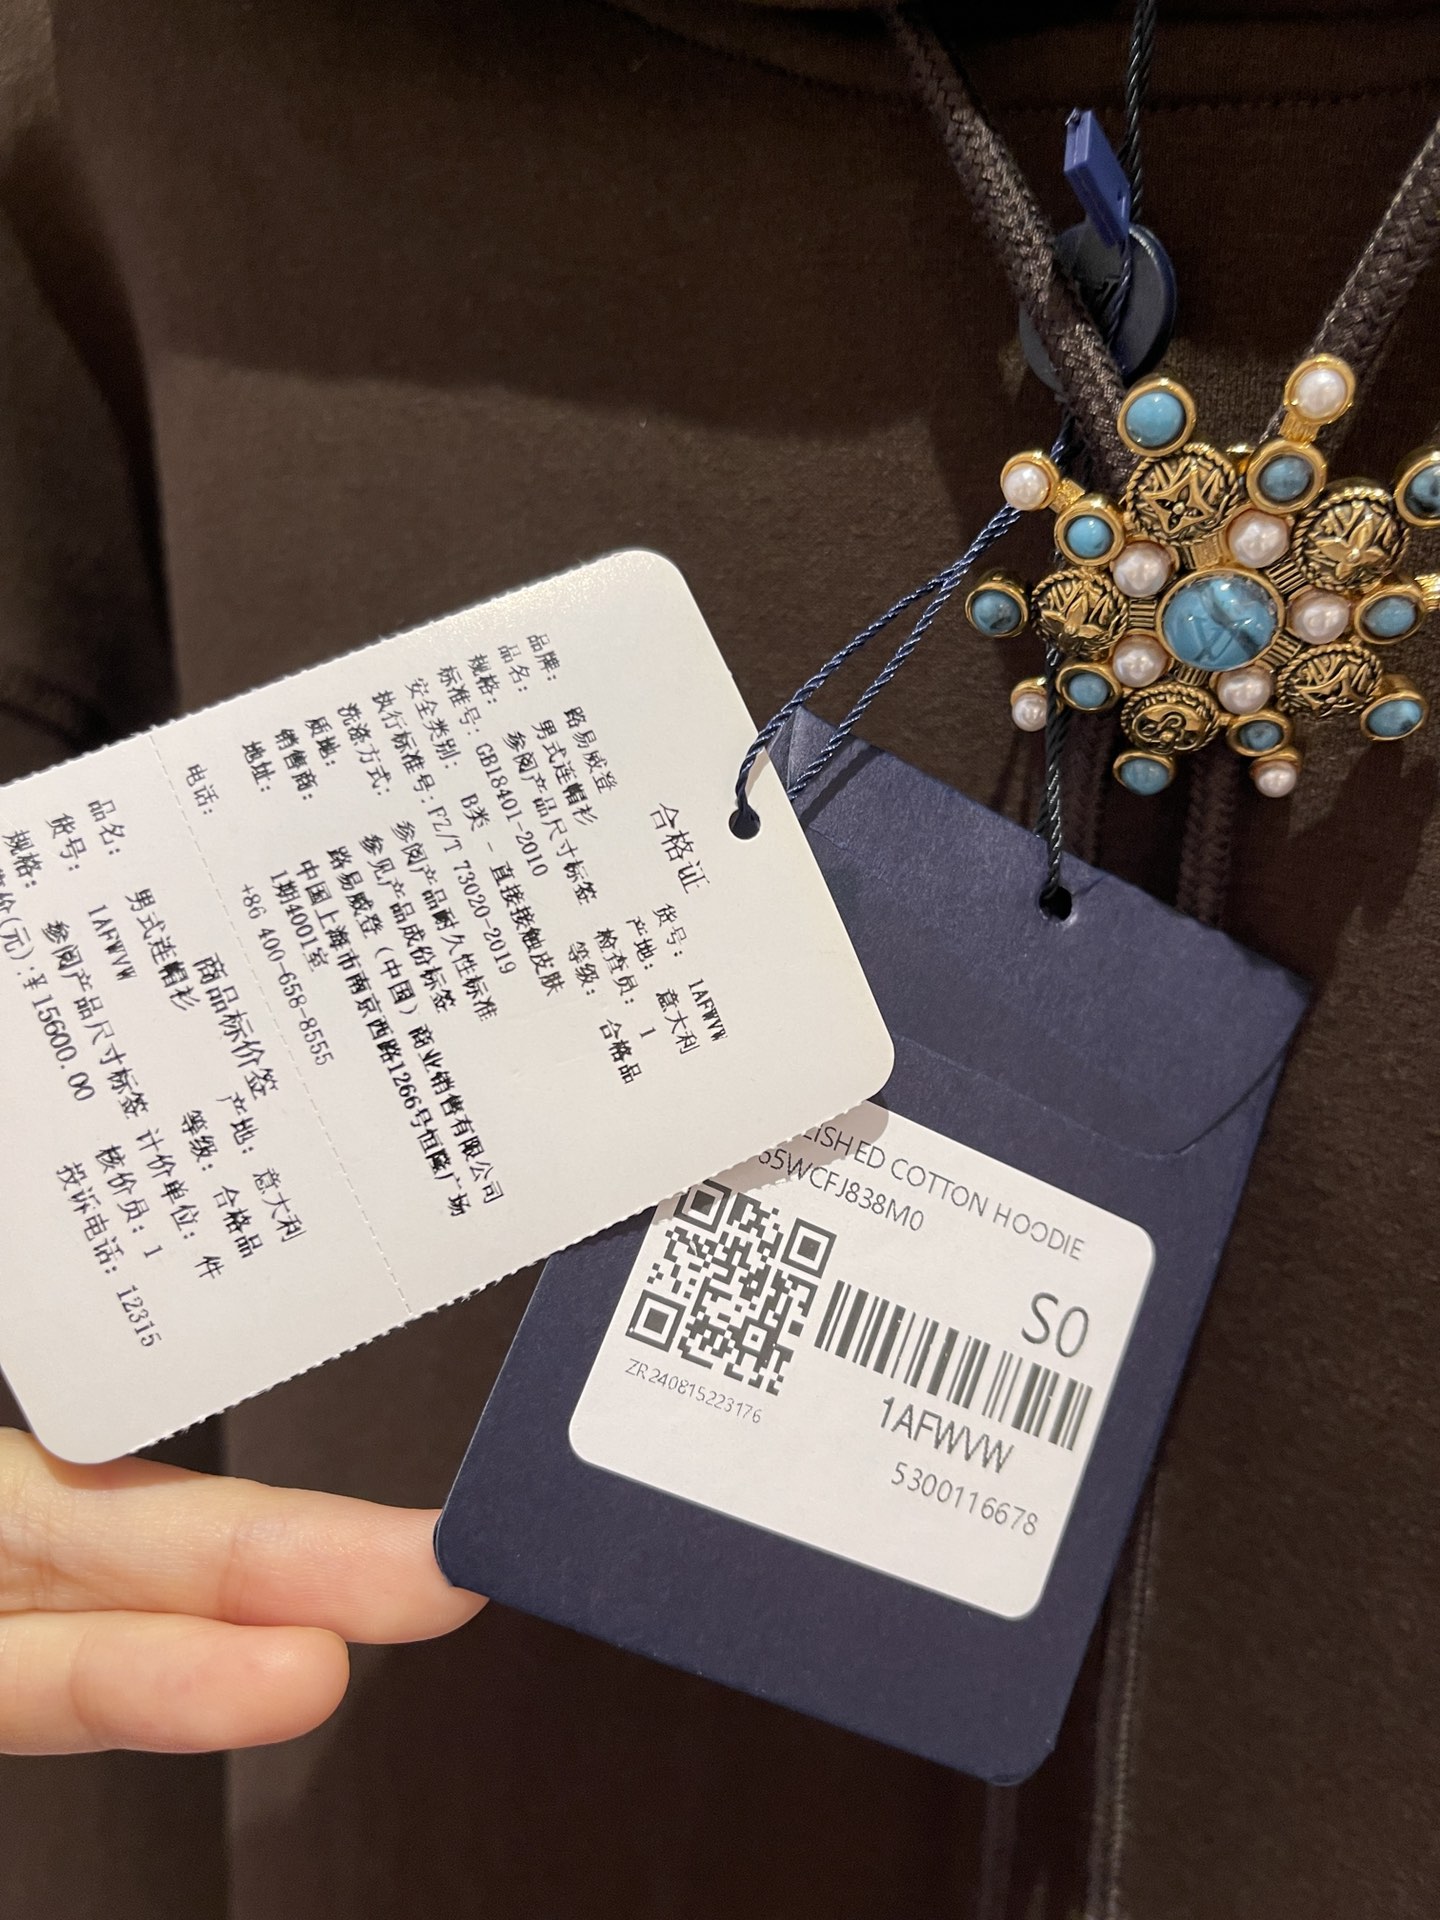 合格证
品牌: 路易威登 货号: 1AFWVW
品名: 男式连帽衫 产地: 意大利
规格: 参阅产品尺寸标签 检查员: 1
标准号: GB18401-2010 等级: 合格品
安全类别: B类 - 直接接触皮肤
执行标准号: FZ/T 73020-2019
洗涤方式: 参阅产品耐久性标准
质地: 参见产品成份标签
销售商: 路易威登(中国)商业销售有限公司
地址: 中国上海市南京西路1266号恒隆广场
1期4001室
电话: +86 400-658-8555
商品标价签
品名: 男式连帽衫 产地: 意大利
货号: 1AFWVW 等级: 合格品
规格: 参阅产品尺寸标签 计价单位: 件
(元):¥15600.00 核价员: 1
投诉电话: 12315
COTTON HOODIE
65WCFJ838M0
S0
ZR240815223176
1AFWVW
5300116678